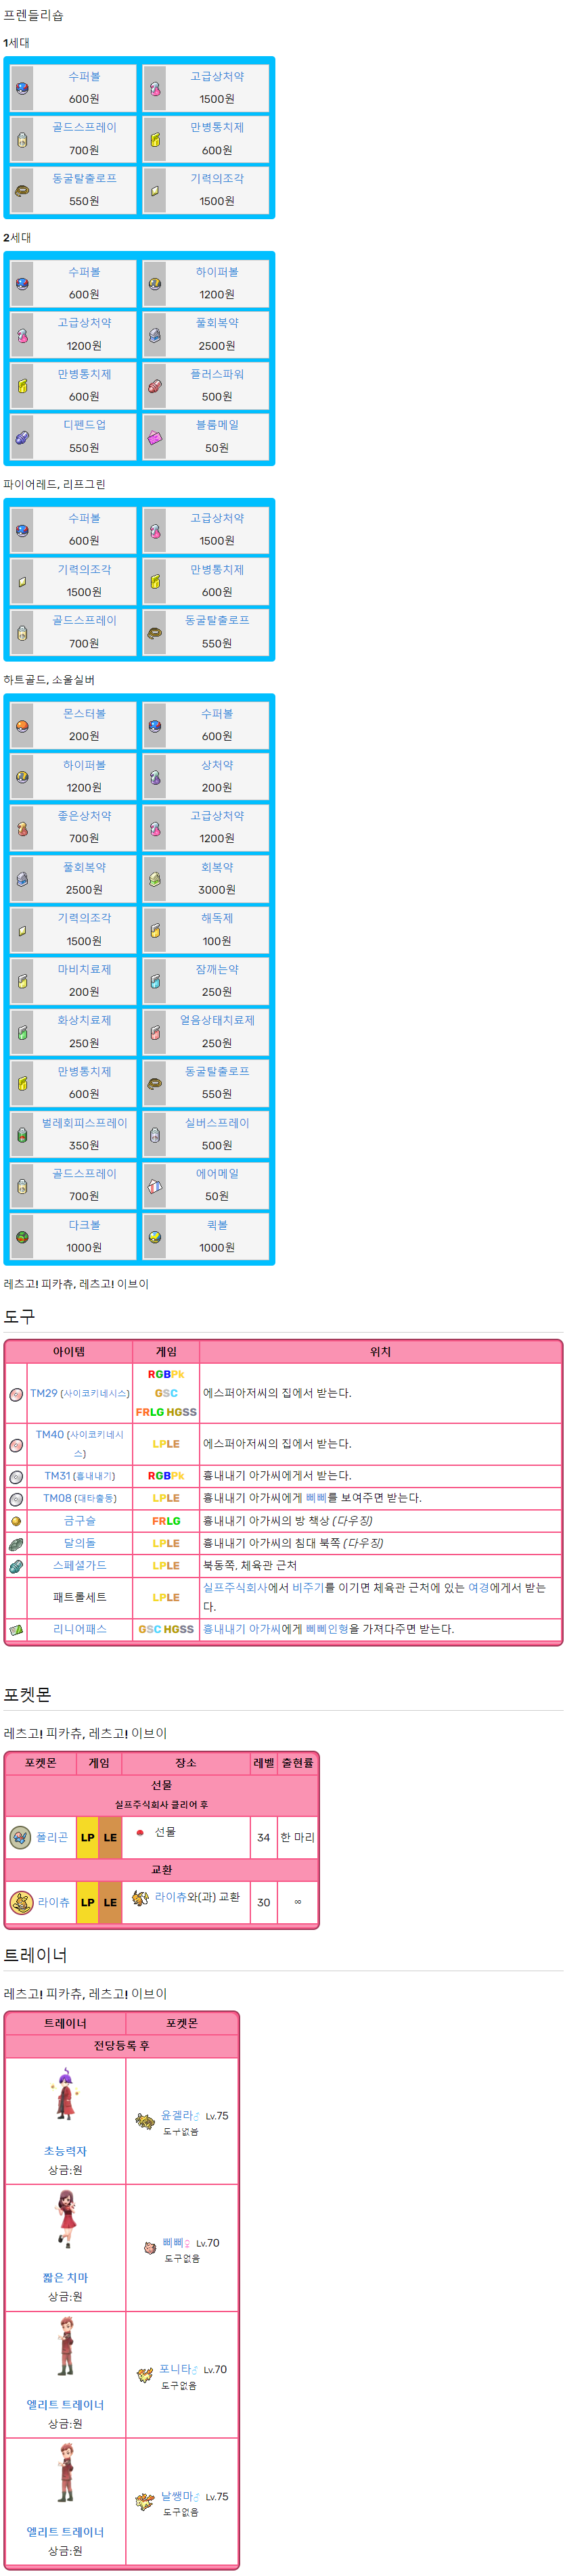 프렌들리숍
1세대
수퍼볼 고급상처약
600원 1500원
골드스프레이 만병통치제
700원 600원
동굴탈출로프 기력의조각
550원 1500원
2세대
수퍼볼 하이퍼볼
600원 1200원
고급상처약 풀회복약
1200원 2500원
만병통치제 플러스파워
600원 500원
디펜드업 블룸메일
550원 50원
파이어레드, 리프그린
수퍼볼 고급상처약
600원 1500원
기력의조각 만병통치제
1500원 600원
골드스프레이 동굴탈출로프
700원 550원
하트골드, 소울실버
몬스터볼 수퍼볼
200원 600원
하이퍼볼 상처약
1200원 200원
좋은상처약 고급상처약
700원 1200원
풀회복약 회복약
2500원 3000원
기력의조각 해독제
1500원 100원
마비치료제 잠깨는약
200원 250원
화상치료제 얼음상태치료제
250원 250원
만병통치제 동굴탈출로프
600원 550원
벌레회피스프레이 실버스프레이
350원 500원
골드스프레이 에어메일
700원 50원
다크볼 퀵볼
1000원 1000원
레츠고! 피카츄, 레츠고! 이브이
도구
아이템 게임 위치
TM29 (사이코키네시스) RGBPk GSC FRLG HGSS 에스퍼아저씨의 집에서 받는다.
TM40 (사이코키네시스) LPLE 에스퍼아저씨의 집에서 받는다.
TM31 (흉내내기) RGBPk 흉내내기 아가씨에게서 받는다.
TM08 (대타출동) LPLE 흉내내기 아가씨에게 삐삐를 보여주면 받는다.
금구슬 FRLG 흉내내기 아가씨의 방 책상 (다우징)
달의돌 LPLE 흉내내기 아가씨의 침대 북쪽 (다우징)
스페셜가드 LPLE 북동쪽, 체육관 근처
패트롤세트 LPLE 실프주식회사에서 비주기를 이기면 체육관 근처에 있는 여경에게서 받는
다.
리니어패스 GSC HGSS 흉내내기 아가씨에게 삐삐인형을 가져다주면 받는다.
포켓몬
레츠고! 피카츄, 레츠고! 이브이
포켓몬 게임 장소 레벨 출현률
선물
실프주식회사 클리어 후
폴리곤 LP LE 선물 34 한 마리
교환
라이츄 LP LE 라이츄와(과) 교환 30 ∞
트레이너
레츠고! 피카츄, 레츠고! 이브이
트레이너 포켓몬
전당등록 후
윤겔라♂ Lv.75
도구없음
초능력자
상금:원
삐삐♀ Lv.70
도구없음
짧은 치마
상금:원
포니타♂ Lv.70
도구없음
엘리트 트레이너
상금:원
날쌩마♂ Lv.75
도구없음
엘리트 트레이너
상금:원